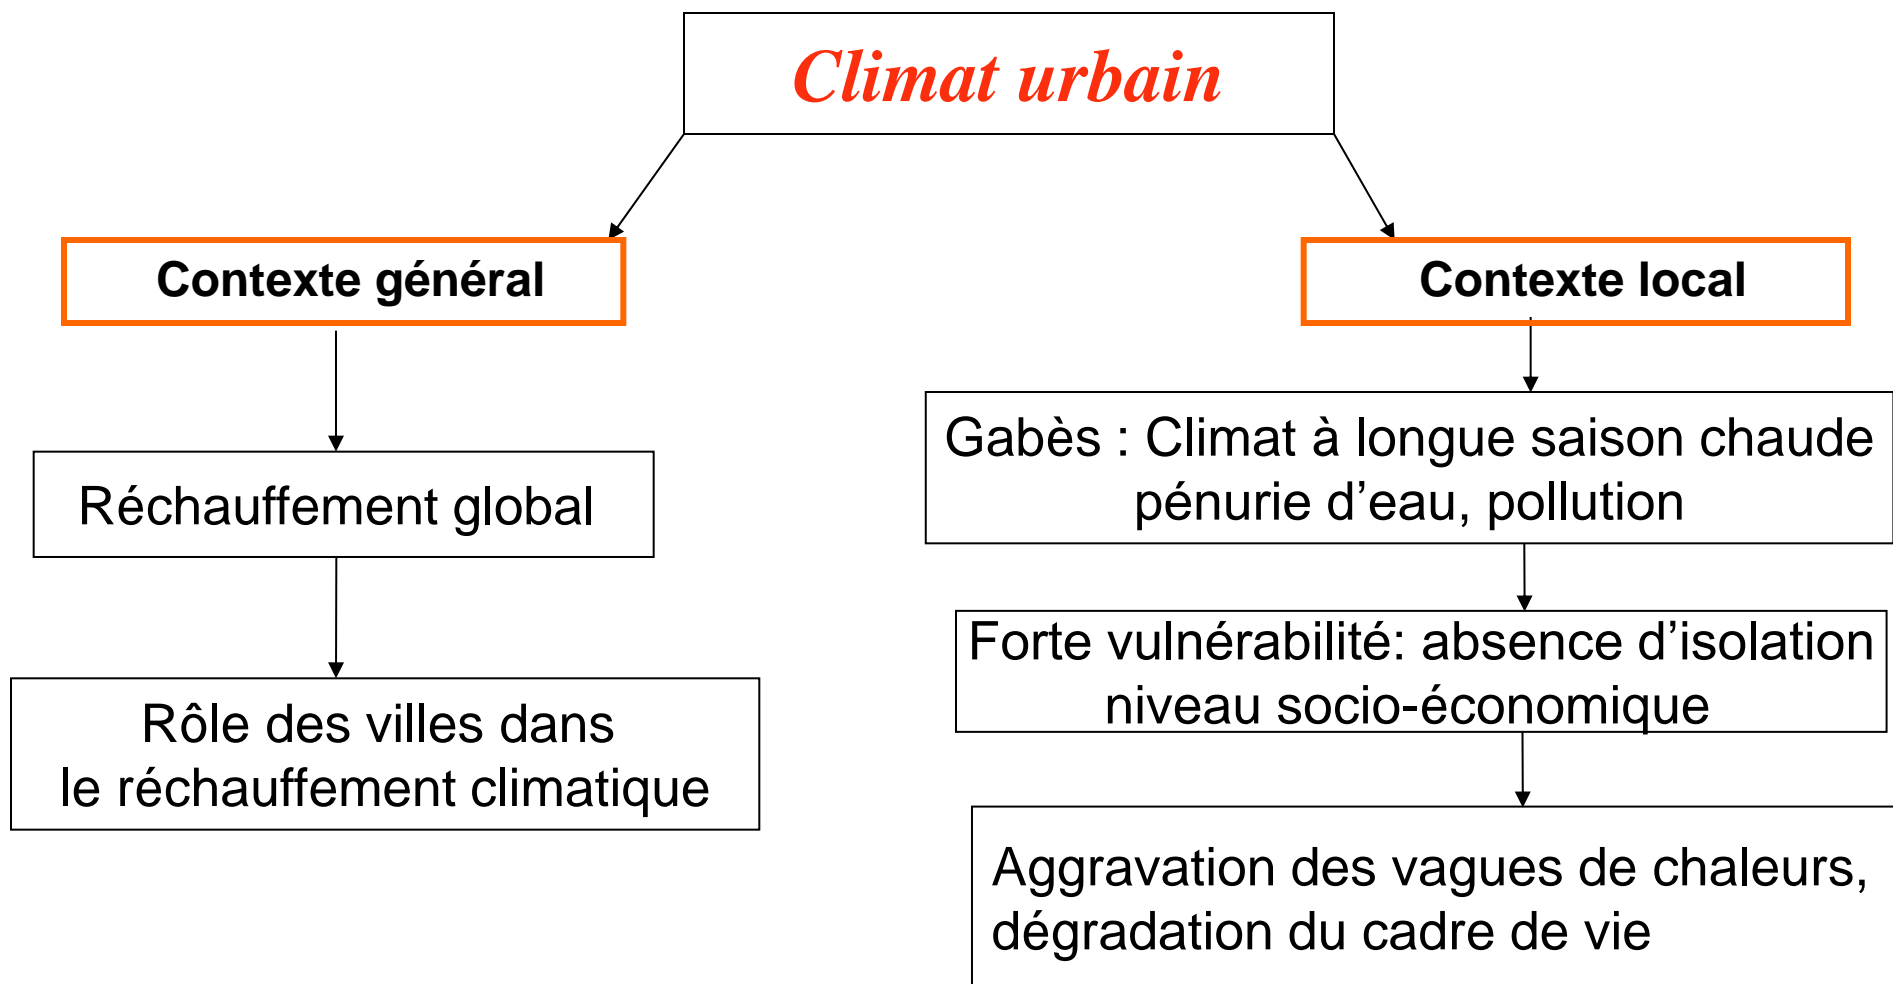 Climat urbain
Contexte général
Réchauffement global
Rôle des villes dans
le réchauffement climatique
Contexte local
Gabès : Climat à longue saison chaude
pénurie d’eau, pollution
Forte vulnérabilité: absence d’isolation
niveau socio-économique
Aggravation des vagues de chaleurs,
dégradation du cadre de vie